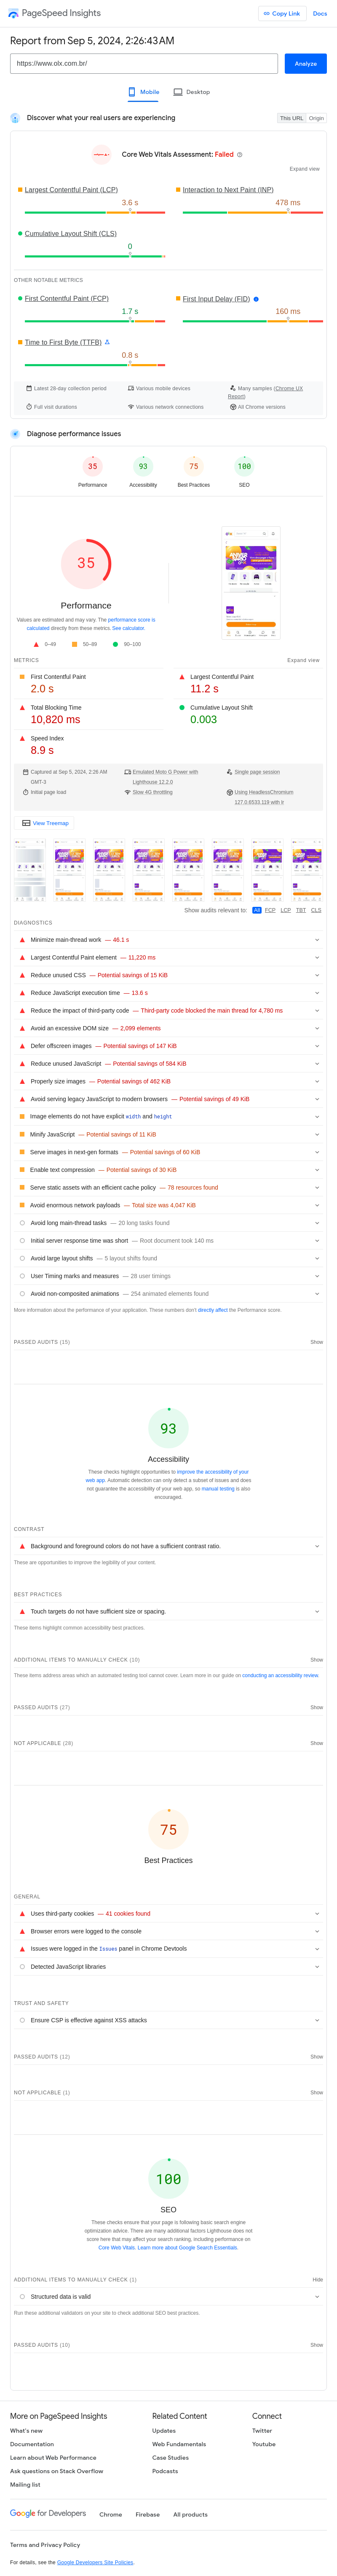 PageSpeed Insights
Copy Link
Docs
Report from Sep 5, 2024, 2:26:43 AM
https://www.olx.com.br/
Analyze
Mobile
Desktop
Discover what your real users are experiencing
This URL
Origin
Core Web Vitals Assessment: Failed
Expand view
Largest Contentful Paint (LCP)
3.6 s
Interaction to Next Paint (INP)
478 ms
Cumulative Layout Shift (CLS)
0
OTHER NOTABLE METRICS
First Contentful Paint (FCP)
1.7 s
First Input Delay (FID)
160 ms
Time to First Byte (TTFB)
0.8 s
Latest 28-day collection period
Various mobile devices
Many samples (Chrome UX
Report)
Full visit durations
Various network connections
All Chrome versions
Diagnose performance issues
35
Performance
93
Accessibility
75
Best Practices
100
SEO
35
Performance
Values are estimated and may vary. The performance score is
calculated directly from these metrics. See calculator.
0–49
50–89
90–100
METRICS
Expand view
First Contentful Paint
2.0 s
Largest Contentful Paint
11.2 s
Total Blocking Time
10,820 ms
Cumulative Layout Shift
0.003
Speed Index
8.9 s
Captured at Sep 5, 2024, 2:26 AM
GMT-3
Emulated Moto G Power with
Lighthouse 12.2.0
Single page session
Initial page load
Slow 4G throttling
Using HeadlessChromium
127.0.6533.119 with lr
View Treemap
Show audits relevant to: All FCP LCP TBT CLS
DIAGNOSTICS
Minimize main-thread work — 46.1 s
Largest Contentful Paint element — 11,220 ms
Reduce unused CSS — Potential savings of 15 KiB
Reduce JavaScript execution time — 13.6 s
Reduce the impact of third-party code — Third-party code blocked the main thread for 4,780 ms
Avoid an excessive DOM size — 2,099 elements
Defer offscreen images — Potential savings of 147 KiB
Reduce unused JavaScript — Potential savings of 584 KiB
Properly size images — Potential savings of 462 KiB
Avoid serving legacy JavaScript to modern browsers — Potential savings of 49 KiB
Image elements do not have explicit width and height
Minify JavaScript — Potential savings of 11 KiB
Serve images in next-gen formats — Potential savings of 60 KiB
Enable text compression — Potential savings of 30 KiB
Serve static assets with an efficient cache policy — 78 resources found
Avoid enormous network payloads — Total size was 4,047 KiB
Avoid long main-thread tasks — 20 long tasks found
Initial server response time was short — Root document took 140 ms
Avoid large layout shifts — 5 layout shifts found
User Timing marks and measures — 28 user timings
Avoid non-composited animations — 254 animated elements found
More information about the performance of your application. These numbers don't directly affect the Performance score.
PASSED AUDITS (15)
Show
93
Accessibility
These checks highlight opportunities to improve the accessibility of your
web app. Automatic detection can only detect a subset of issues and does
not guarantee the accessibility of your web app, so manual testing is also
encouraged.
CONTRAST
Background and foreground colors do not have a sufficient contrast ratio.
These are opportunities to improve the legibility of your content.
BEST PRACTICES
Touch targets do not have sufficient size or spacing.
These items highlight common accessibility best practices.
ADDITIONAL ITEMS TO MANUALLY CHECK (10)
Show
These items address areas which an automated testing tool cannot cover. Learn more in our guide on conducting an accessibility review.
PASSED AUDITS (27)
Show
NOT APPLICABLE (28)
Show
75
Best Practices
GENERAL
Uses third-party cookies — 41 cookies found
Browser errors were logged to the console
Issues were logged in the Issues panel in Chrome Devtools
Detected JavaScript libraries
TRUST AND SAFETY
Ensure CSP is effective against XSS attacks
PASSED AUDITS (12)
Show
NOT APPLICABLE (1)
Show
100
SEO
These checks ensure that your page is following basic search engine
optimization advice. There are many additional factors Lighthouse does not
score here that may affect your search ranking, including performance on
Core Web Vitals. Learn more about Google Search Essentials.
ADDITIONAL ITEMS TO MANUALLY CHECK (1)
Hide
Structured data is valid
Run these additional validators on your site to check additional SEO best practices.
PASSED AUDITS (10)
Show
More on PageSpeed Insights
What's new
Documentation
Learn about Web Performance
Ask questions on Stack Overflow
Mailing list
Related Content
Updates
Web Fundamentals
Case Studies
Podcasts
Connect
Twitter
Youtube
Google for Developers
Chrome
Firebase
All products
Terms and Privacy Policy
For details, see the Google Developers Site Policies.